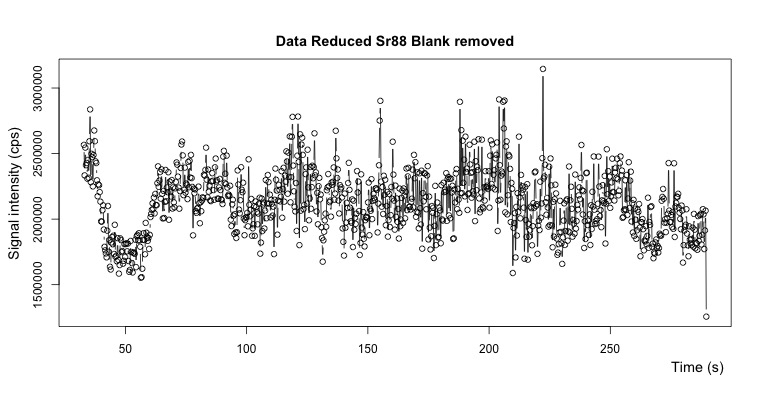 Data Reduced Sr88 Blank removed
Signal intensity (cps)
3000000
2500000
2000000
1500000
50 100 150 200 250
Time (s)